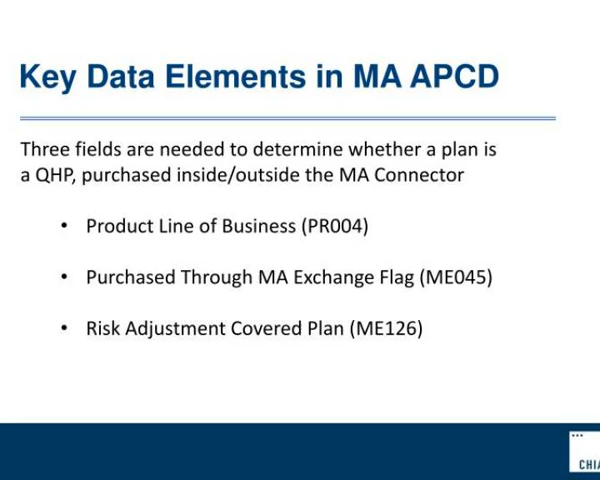 Key Data Elements in MA APCD
Three fields are needed to determine whether a plan is
a QHP, purchased inside/outside the MA Connector
• Product Line of Business (PR004)
• Purchased Through MA Exchange Flag (ME045)
• Risk Adjustment Covered Plan (ME126)